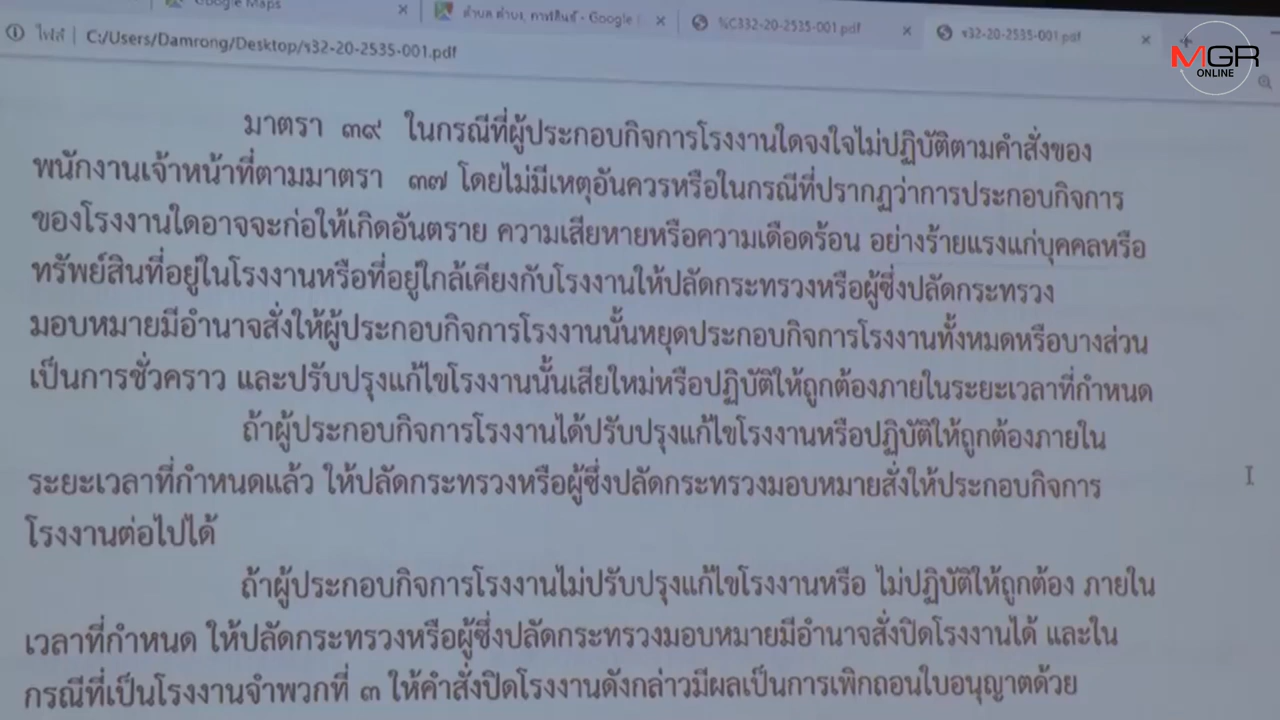 Google Maps
ตำบล ลำบง, กาฬสินธุ์ - Google
%C332-20-2535-001.pdf
ร32-20-2535-001.pdf
ไฟล์ | C:/Users/Damrong/Desktop/ร32-20-2535-001.pdf
MGR
ONLINE
มาตรา ๓๙ ในกรณีที่ผู้ประกอบกิจการโรงงานใดจงใจไม่ปฏิบัติตามคำสั่งของ
พนักงานเจ้าหน้าที่ตามมาตรา ๓๗ โดยไม่มีเหตุอันควรหรือในกรณีที่ปรากฏว่าการประกอบกิจการ
ของโรงงานใดอาจจะก่อให้เกิดอันตราย ความเสียหายหรือความเดือดร้อน อย่างร้ายแรงแก่บุคคลหรือ
ทรัพย์สินที่อยู่ในโรงงานหรือที่อยู่ใกล้เคียงกับโรงงานให้ปลัดกระทรวงหรือผู้ซึ่งปลัดกระทรวง
มอบหมายมีอำนาจสั่งให้ผู้ประกอบกิจการโรงงานนั้นหยุดประกอบกิจการโรงงานทั้งหมดหรือบางส่วน
เป็นการชั่วคราว และปรับปรุงแก้ไขโรงงานนั้นเสียใหม่หรือปฏิบัติให้ถูกต้องภายในระยะเวลาที่กำหนด
ถ้าผู้ประกอบกิจการโรงงานได้ปรับปรุงแก้ไขโรงงานหรือปฏิบัติให้ถูกต้องภายใน
ระยะเวลาที่กำหนดแล้ว ให้ปลัดกระทรวงหรือผู้ซึ่งปลัดกระทรวงมอบหมายสั่งให้ประกอบกิจการ
โรงงานต่อไปได้
ถ้าผู้ประกอบกิจการโรงงานไม่ปรับปรุงแก้ไขโรงงานหรือ ไม่ปฏิบัติให้ถูกต้อง ภายใน
เวลาที่กำหนด ให้ปลัดกระทรวงหรือผู้ซึ่งปลัดกระทรวงมอบหมายมีอำนาจสั่งปิดโรงงานได้ และใน
กรณีที่เป็นโรงงานจำพวกที่ ๓ ให้คำสั่งปิดโรงงานดังกล่าวมีผลเป็นการเพิกถอนใบอนุญาตด้วย